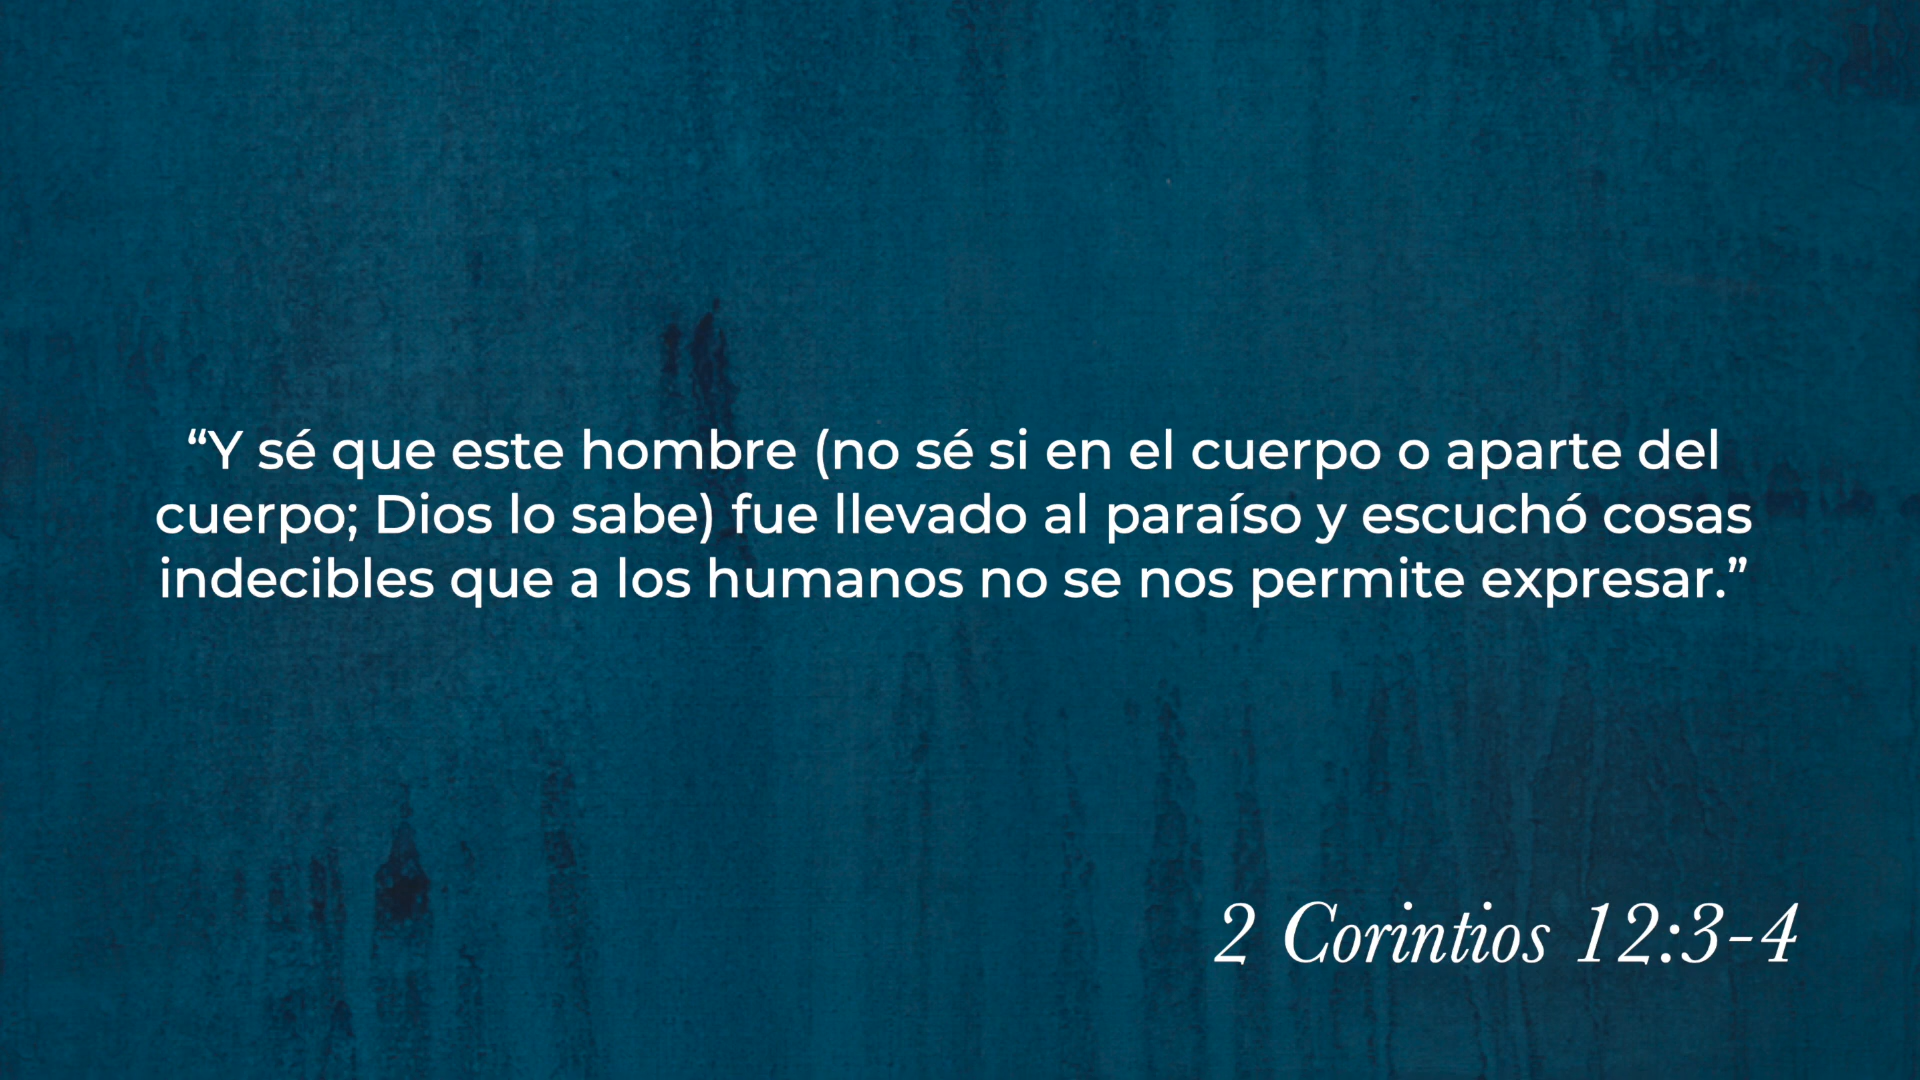 “Y sé que este hombre (no sé si en el cuerpo o aparte del
cuerpo; Dios lo sabe) fue llevado al paraíso y escuchó cosas
indecibles que a los humanos no se nos permite expresar.”
2 Corintios 12:3-4